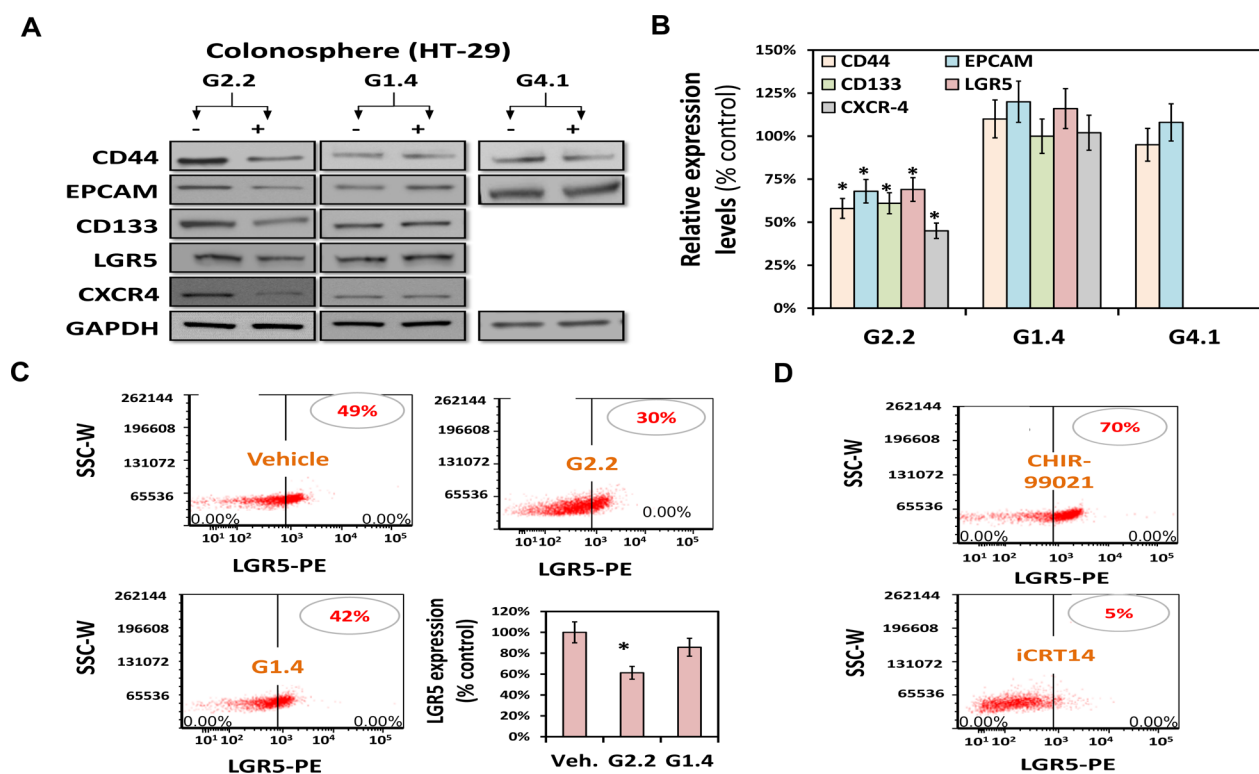 A
Colonosphere (HT-29)
G2.2 G1.4 G4.1
- + - + - +
CD44
EPCAM
CD133
LGR5
CXCR4
GAPDH
B
Relative expression
levels (% control)
150%
125%
100%
75%
50%
25%
0%
CD44 EPCAM
CD133 LGR5
CXCR-4
* * * * *
G2.2 G1.4 G4.1
C
SSC-W
262144
196608
131072
65536
49%
Vehicle
0.00% 0.00%
10¹ 10² 10³ 10⁴ 10⁵
LGR5-PE
SSC-W
262144
196608
131072
65536
30%
G2.2
0.00%
10¹ 10² 10³ 10⁴ 10⁵
LGR5-PE
SSC-W
262144
196608
131072
65536
42%
G1.4
0.00% 0.00%
10¹ 10² 10³ 10⁴ 10⁵
LGR5-PE
LGR5 expression
(% control)
120%
100%
80%
60%
40%
20%
0%
*
Veh. G2.2 G1.4
D
SSC-W
262144
196608
131072
65536
70%
CHIR-
99021
0.00% 0.00%
10¹ 10² 10³ 10⁴ 10⁵
LGR5-PE
SSC-W
262144
196608
131072
65536
5%
iCRT14
0.00% 0.00%
10¹ 10² 10³ 10⁴ 10⁵
LGR5-PE